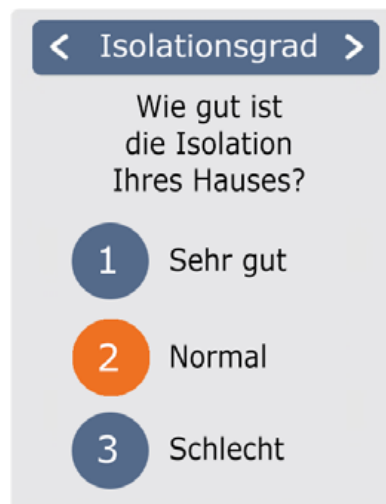 < Isolationsgrad >
Wie gut ist
die Isolation
Ihres Hauses?
1 Sehr gut
2 Normal
3 Schlecht